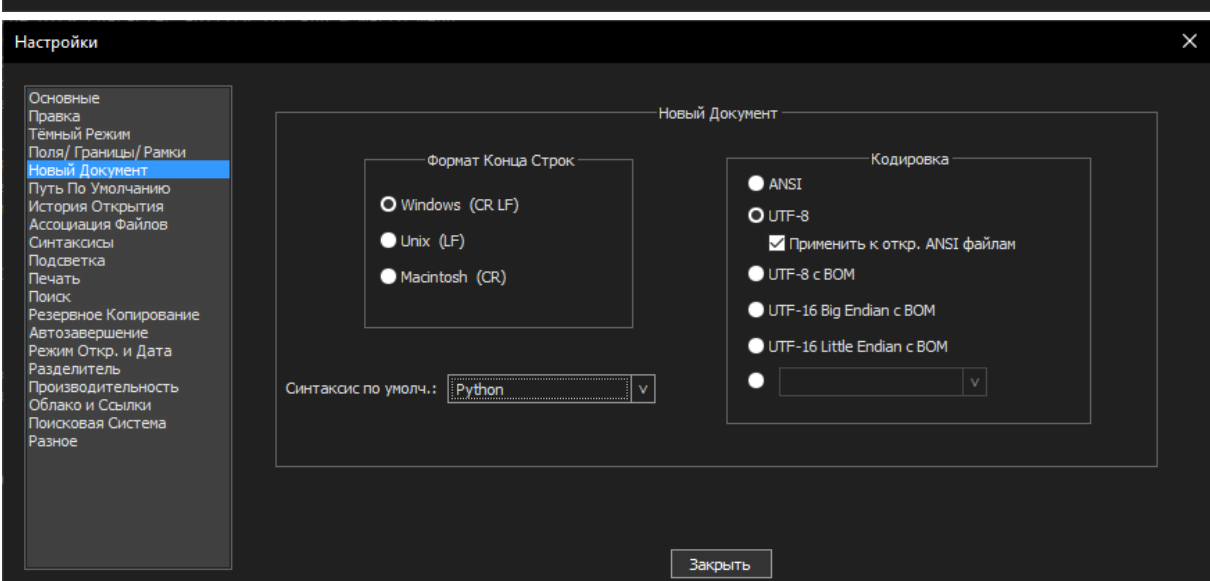 Настройки
Основные
Правка
Тёмный Режим
Поля/ Границы/ Рамки
Новый Документ
Путь По Умолчанию
История Открытия
Ассоциация Файлов
Синтаксисы
Подсветка
Печать
Поиск
Резервное Копирование
Автозавершение
Режим Откр. и Дата
Разделитель
Производительность
Облако и Ссылки
Поисковая Система
Разное
Новый Документ
Формат Конца Строк
Windows (CR LF)
Unix (LF)
Macintosh (CR)
Синтаксис по умолч.: Python
Кодировка
ANSI
UTF-8
Применить к откр. ANSI файлам
UTF-8 с BOM
UTF-16 Big Endian с BOM
UTF-16 Little Endian с BOM
Закрыть